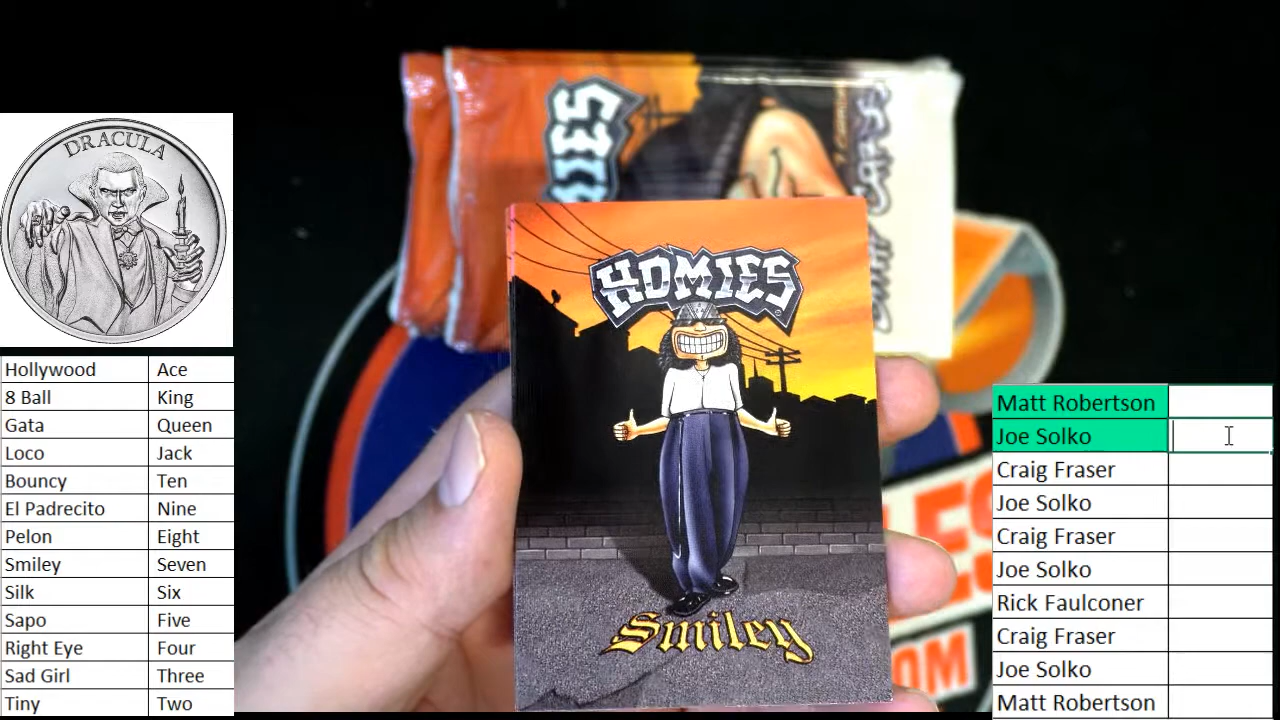 DRACULA
Hollywood Ace
8 Ball King
Gata Queen
Loco Jack
Bouncy Ten
El Padrecito Nine
Pelon Eight
Smiley Seven
Silk Six
Sapo Five
Right Eye Four
Sad Girl Three
Tiny Two
HOMIES
Smiley
Matt Robertson
Joe Solko
Craig Fraser
Joe Solko
Craig Fraser
Joe Solko
Rick Faulconer
Craig Fraser
Joe Solko
Matt Robertson